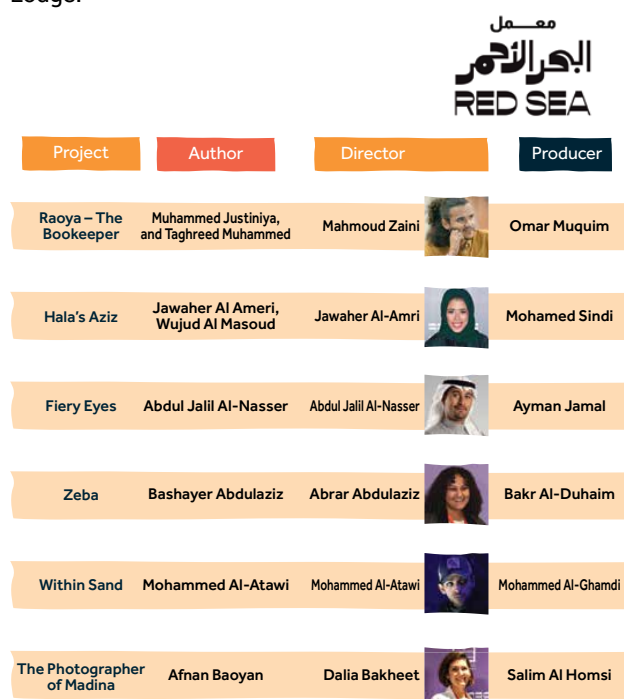 معمل
البحر الأحمر
RED SEA
Project Author Director Producer
Raoya – The Bookeeper Muhammed Justiniya, and Taghreed Muhammed Mahmoud Zaini Omar Muquim
Hala's Aziz Jawaher Al Ameri, Wujud Al Masoud Jawaher Al-Amri Mohamed Sindi
Fiery Eyes Abdul Jalil Al-Nasser Abdul Jalil Al-Nasser Ayman Jamal
Zeba Bashayer Abdulaziz Abrar Abdulaziz Bakr Al-Duhaim
Within Sand Mohammed Al-Atawi Mohammed Al-Atawi Mohammed Al-Ghamdi
The Photographer of Madina Afnan Baoyan Dalia Bakheet Salim Al Homsi